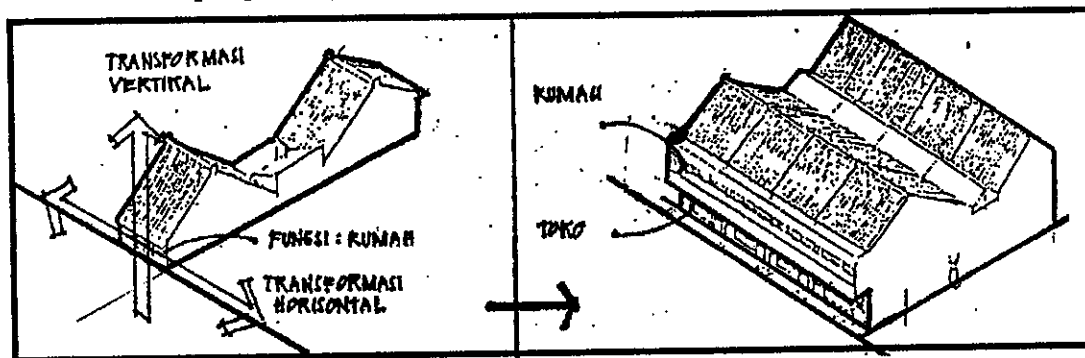 TRANSFORMASI
VERTIKAL
FUNGSI : RUMAH
TRANSFORMASI
HORISONTAL
RUMAH
TOKO